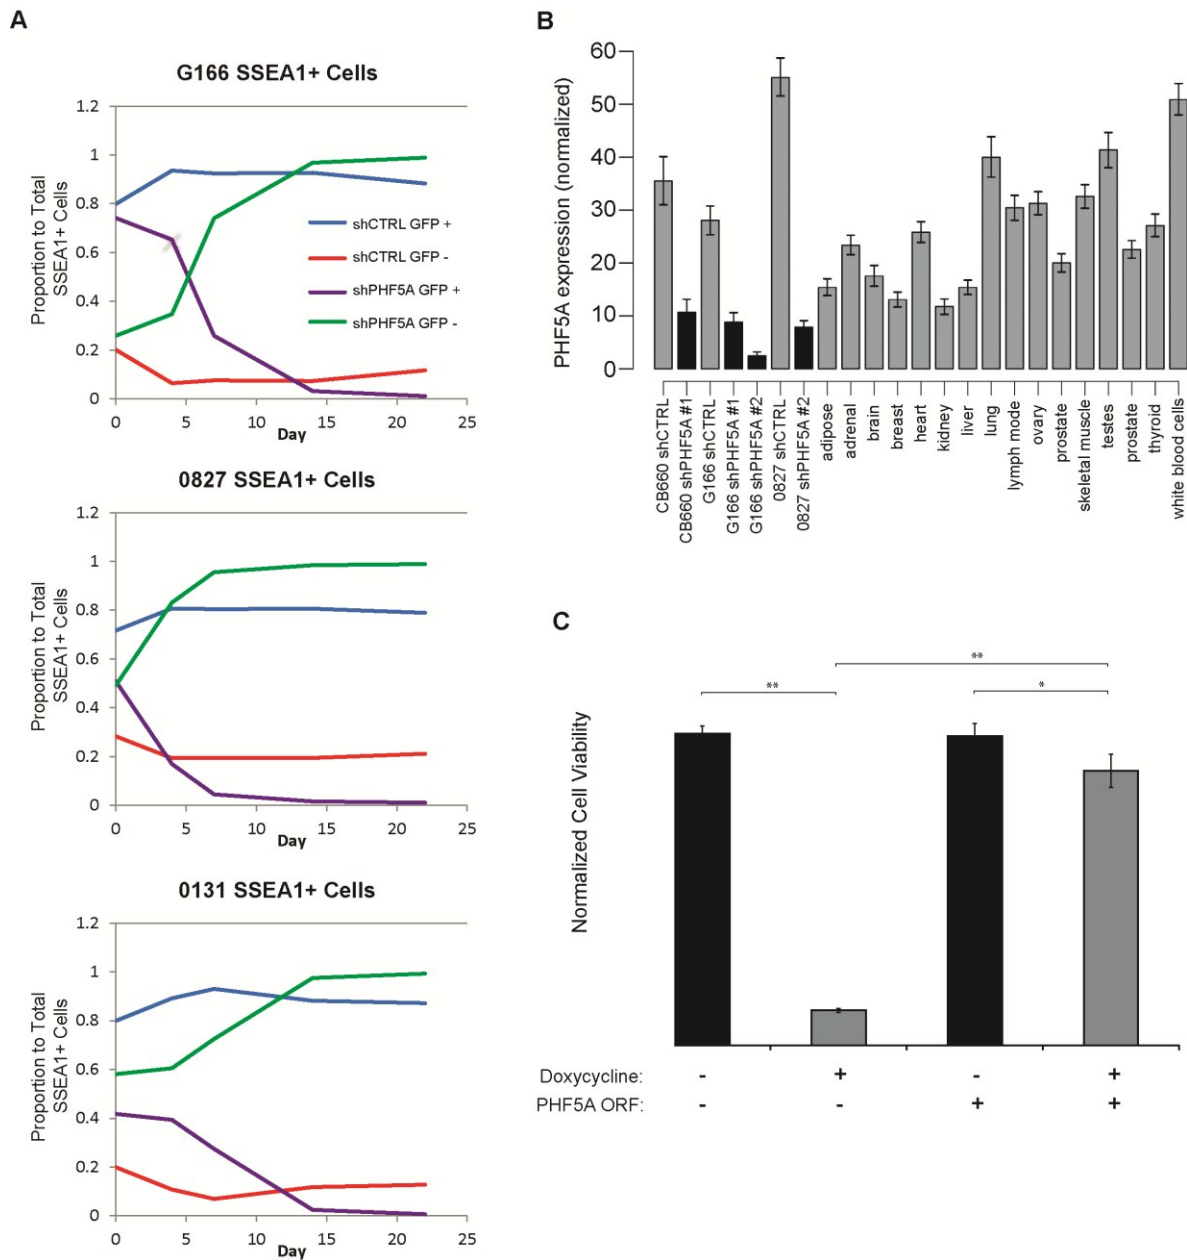 A
G166 SSEA1+ Cells
Proportion to Total
SSEA1+ Cells
1.2
1
0.8
0.6
0.4
0.2
0
shCTRL GFP +
shCTRL GFP -
shPHF5A GFP +
shPHF5A GFP -
0 5 10 15 20 25
Day
0827 SSEA1+ Cells
Proportion to Total
SSEA1+ Cells
1.2
1
0.8
0.6
0.4
0.2
0
0 5 10 15 20 25
Day
0131 SSEA1+ Cells
Proportion to Total
SSEA1+ Cells
1.2
1
0.8
0.6
0.4
0.2
0
0 5 10 15 20 25
Day
B
PHF5A expression (normalized)
60
50
40
30
20
10
0
CB660 shCTRL
CB660 shPHF5A #1
G166 shCTRL
G166 shPHF5A #1
G166 shPHF5A #2
0827 shCTRL
0827 shPHF5A #2
adipose
adrenal
brain
breast
heart
kidney
liver
lung
lymph mode
ovary
prostate
skeletal muscle
testes
prostate
thyroid
white blood cells
C
Normalized Cell Viability
**
** *
Doxycycline: - + - +
PHF5A ORF: - - + +